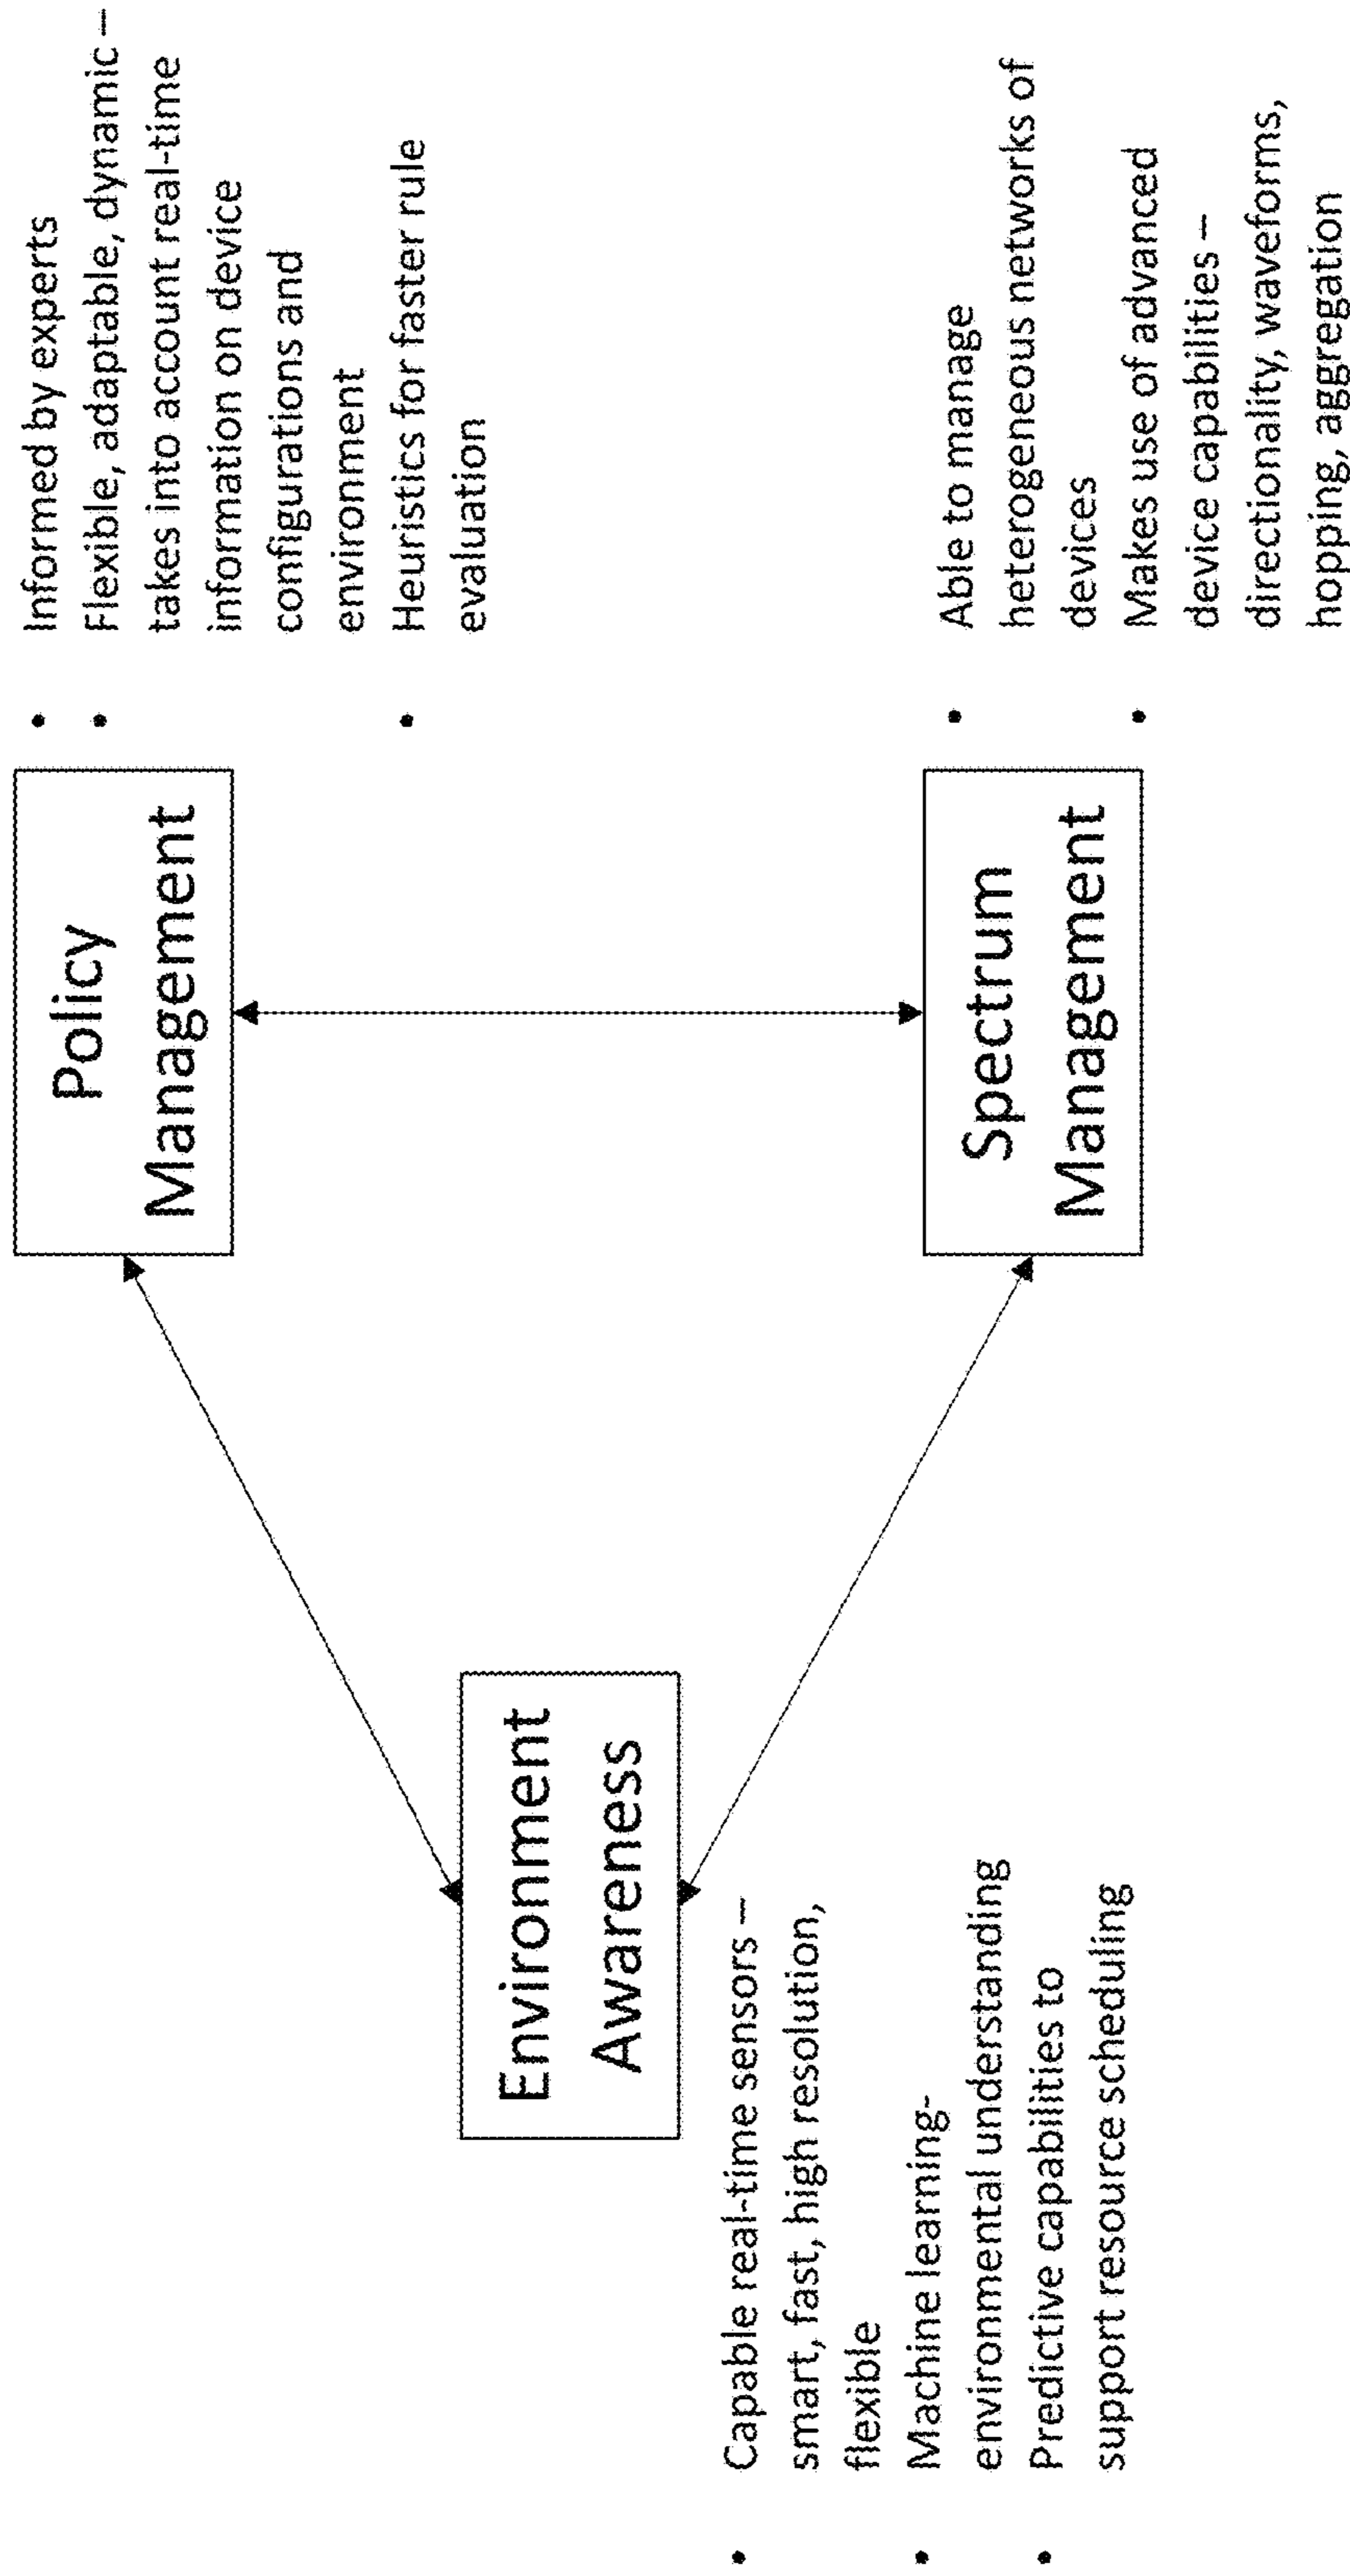 Policy
Management
• Informed by experts
• Flexible, adaptable, dynamic –
takes into account real-time
information on device
configurations and
environment
• Heuristics for faster rule
evaluation
Environment
Awareness
• Capable real-time sensors –
smart, fast, high resolution,
flexible
• Machine learning-
environmental understanding
• Predictive capabilities to
support resource scheduling
Spectrum
Management
• Able to manage
heterogeneous networks of
devices
• Makes use of advanced
device capabilities –
directionality, waveforms,
hopping, aggregation